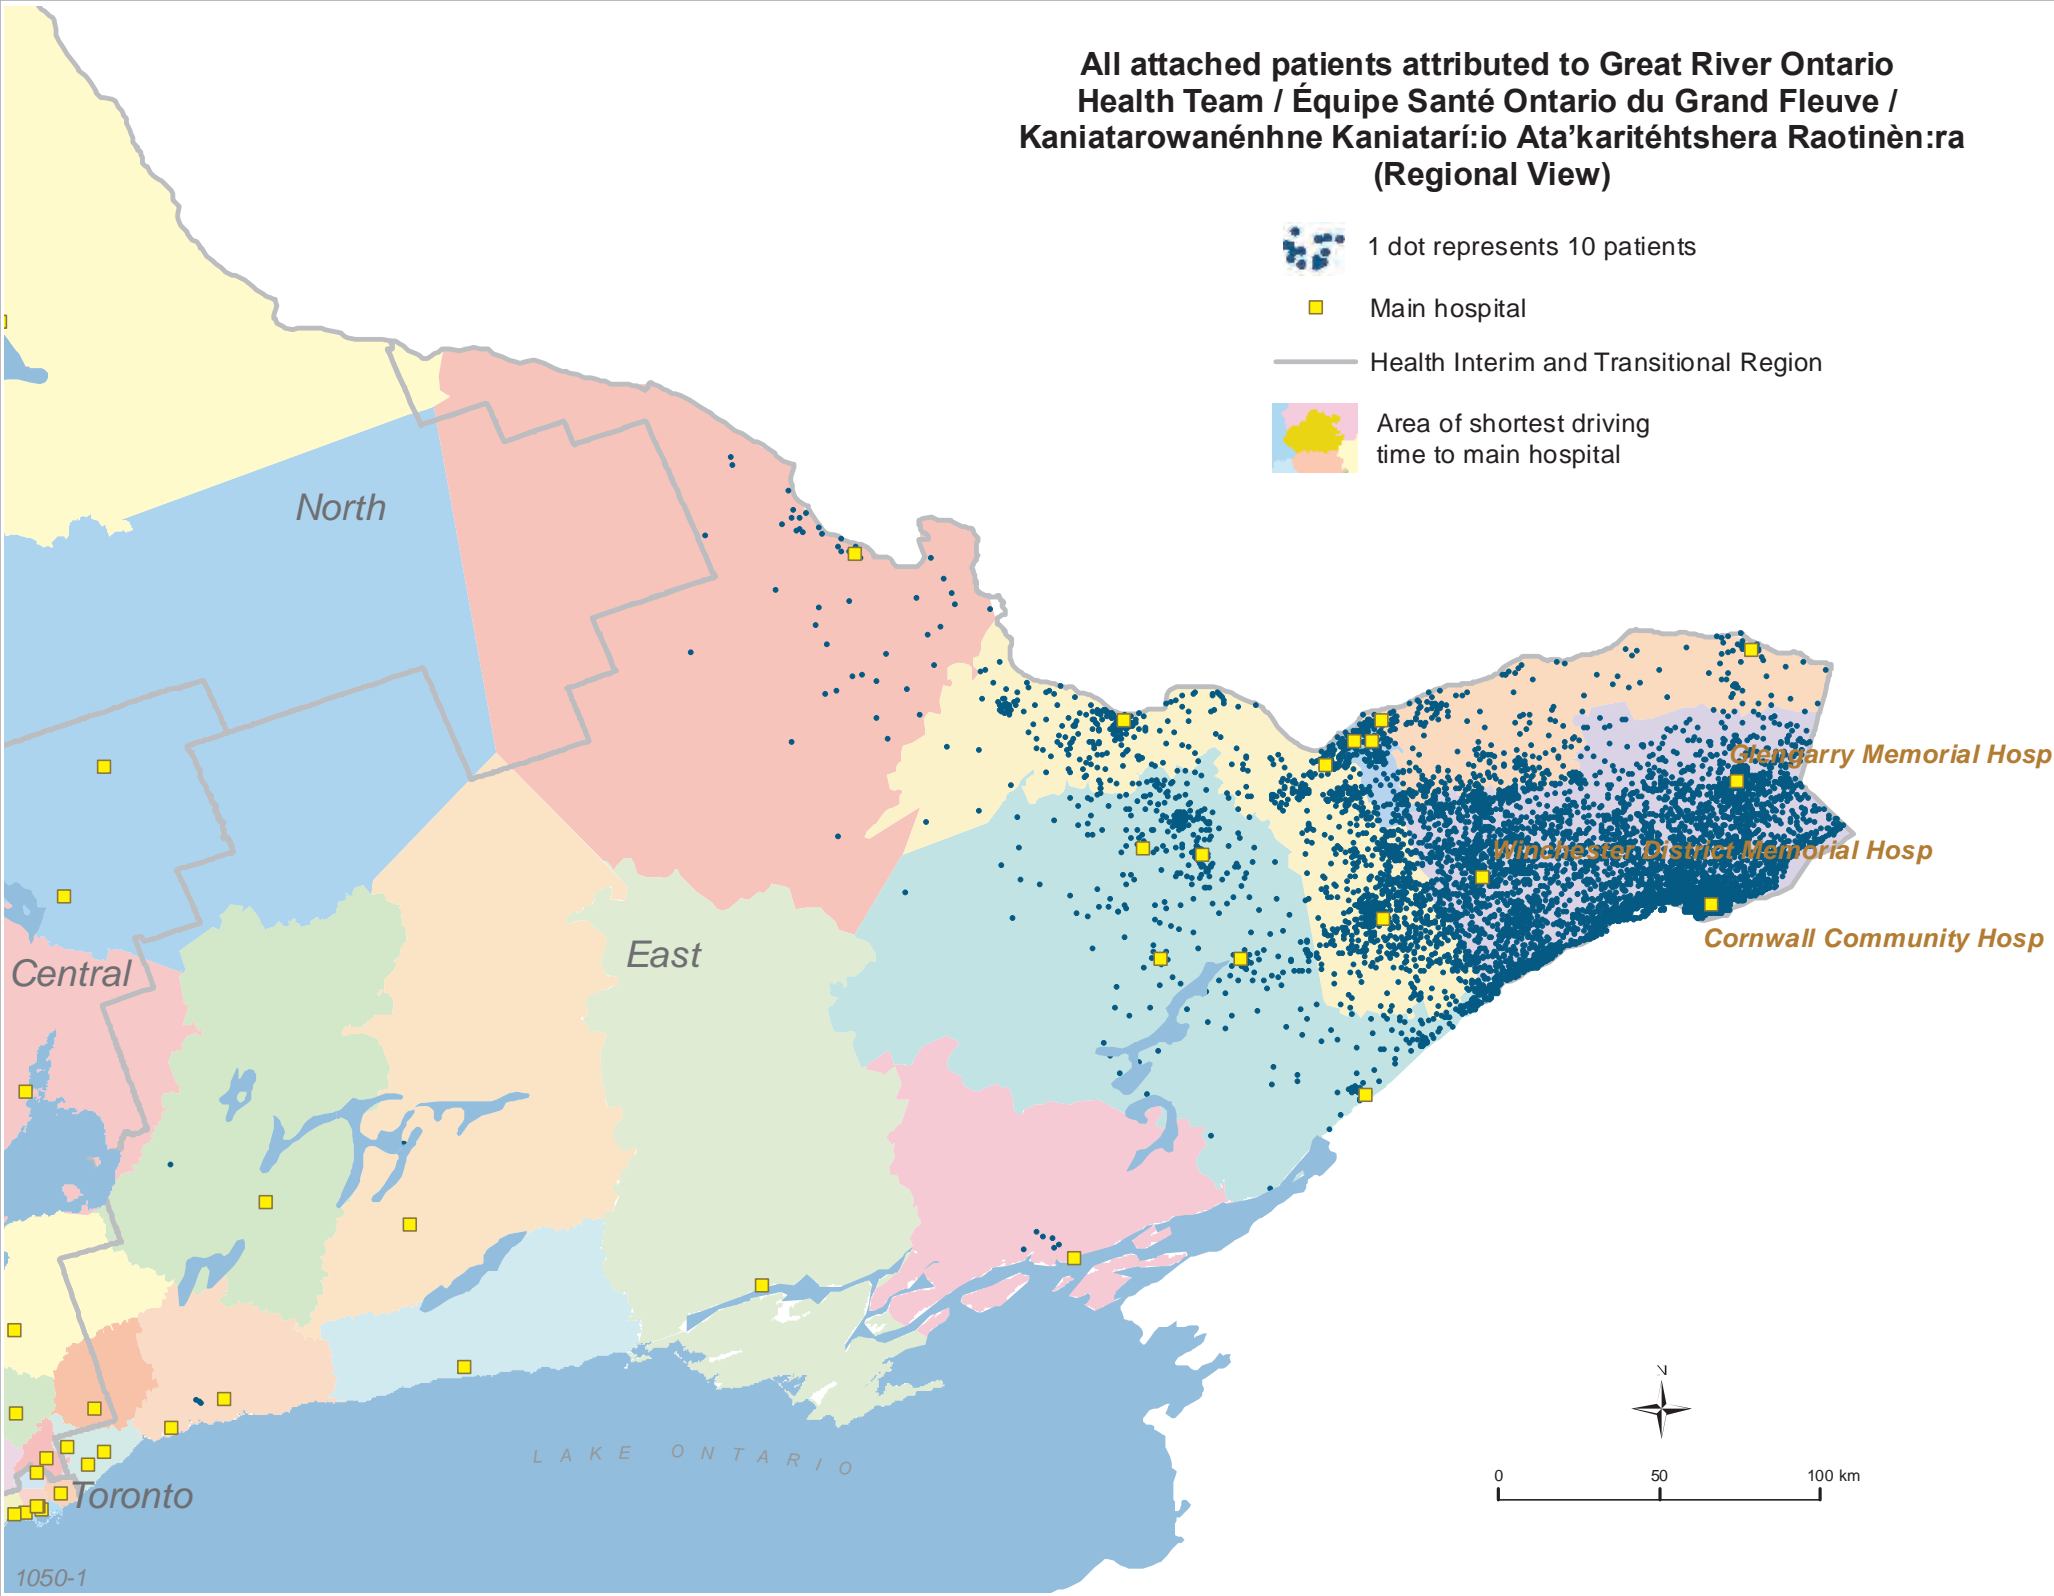 All attached patients attributed to Great River Ontario
Health Team / Équipe Santé Ontario du Grand Fleuve /
Kaniatarowanénhne Kaniatarí:io Ata’karitéhtshera Raotinèn:ra
(Regional View)
1 dot represents 10 patients
Main hospital
Health Interim and Transitional Region
Area of shortest driving
time to main hospital
North
Glengarry Memorial Hosp
Winchester District Memorial Hosp
Cornwall Community Hosp
East
Central
N
LAKE ONTARIO
0 50 100 km
Toronto
1050-1